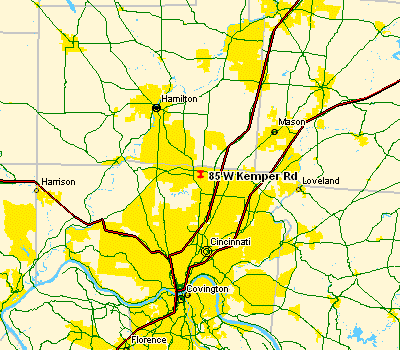 Hamilton
Mason
85 W Kemper Rd
Harrison
Loveland
Cincinnati
Covington
Florence